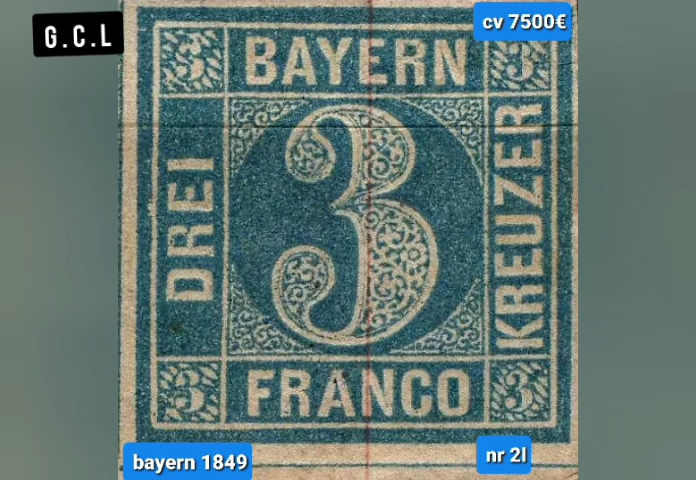 G.C.L
cv 7500€
3 BAYERN 3
DREI
3
KREUZER
3 FRANCO 3
bayern 1849
nr 2I